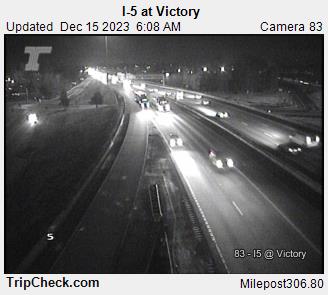 I-5 at Victory
Updated Dec 15 2023 6:08 AM Camera 83
T
S
83 - I5 @ Victory
TripCheck.com Milepost306.80